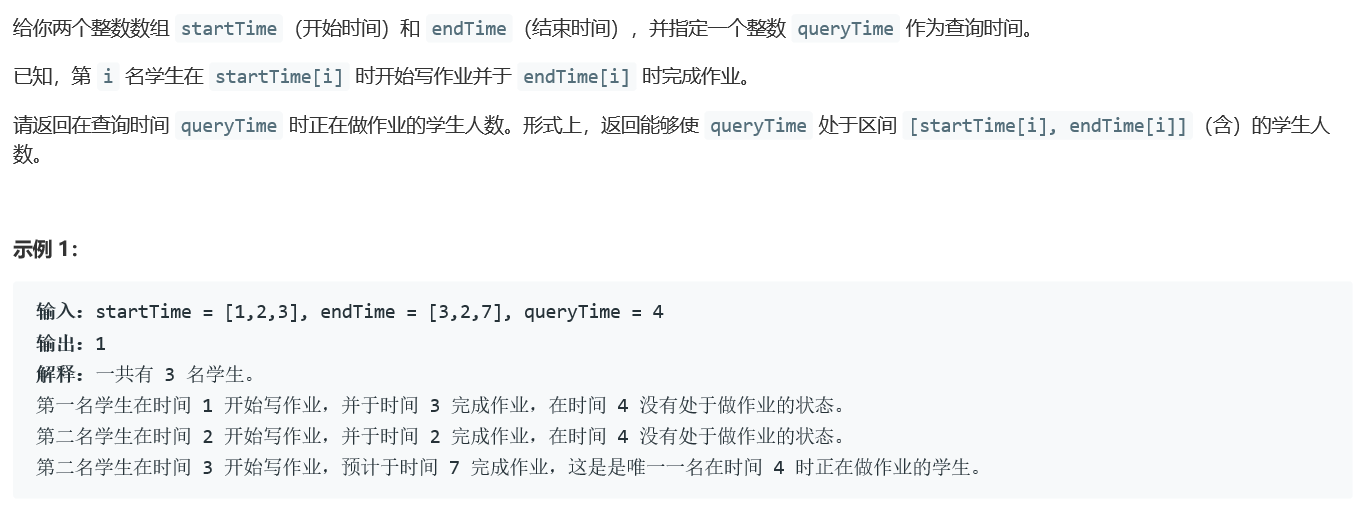 给你两个整数数组 startTime（开始时间）和 endTime（结束时间），并指定一个整数 queryTime 作为查询时间。
已知，第 i 名学生在 startTime[i] 时开始写作业并于 endTime[i] 时完成作业。
请返回在查询时间 queryTime 时正在做作业的学生人数。形式上，返回能够使 queryTime 处于区间 [startTime[i], endTime[i]]（含）的学生人
数。
示例 1：
输入：startTime = [1,2,3], endTime = [3,2,7], queryTime = 4
输出：1
解释：一共有 3 名学生。
第一名学生在时间 1 开始写作业，并于时间 3 完成作业，在时间 4 没有处于做作业的状态。
第二名学生在时间 2 开始写作业，并于时间 2 完成作业，在时间 4 没有处于做作业的状态。
第二名学生在时间 3 开始写作业，预计于时间 7 完成作业，这是是唯一一名在时间 4 时正在做作业的学生。